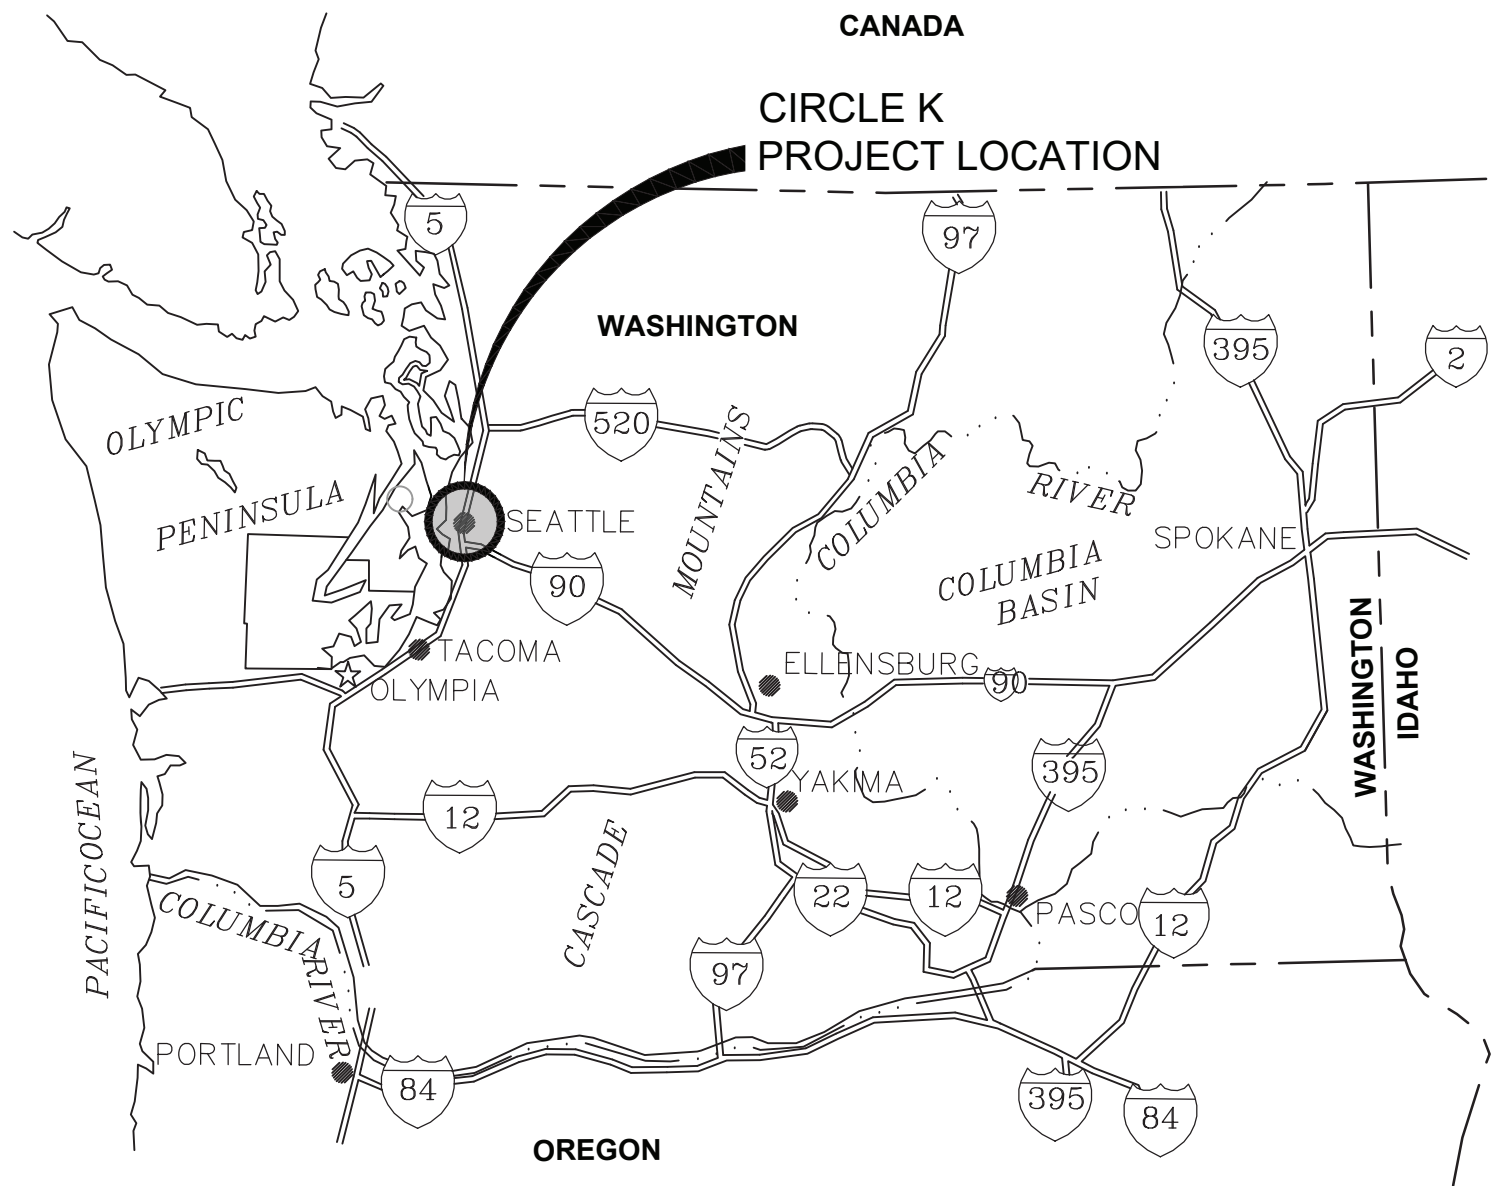 CANADA
CIRCLE K
PROJECT LOCATION
5
97
WASHINGTON
395
2
OLYMPIC
520
MOUNTAINS
COLUMBIA
RIVER
PENINSULA
SEATTLE
SPOKANE
90
COLUMBIA
BASIN
TACOMA
ELLENSBURG
90
OLYMPIA
WASHINGTON
IDAHO
52
395
YAKIMA
12
PACIFICOCEAN
CASCADE
5
22
12
COLUMBIA
PASCO
12
97
RIVER
PORTLAND
84
395
84
OREGON